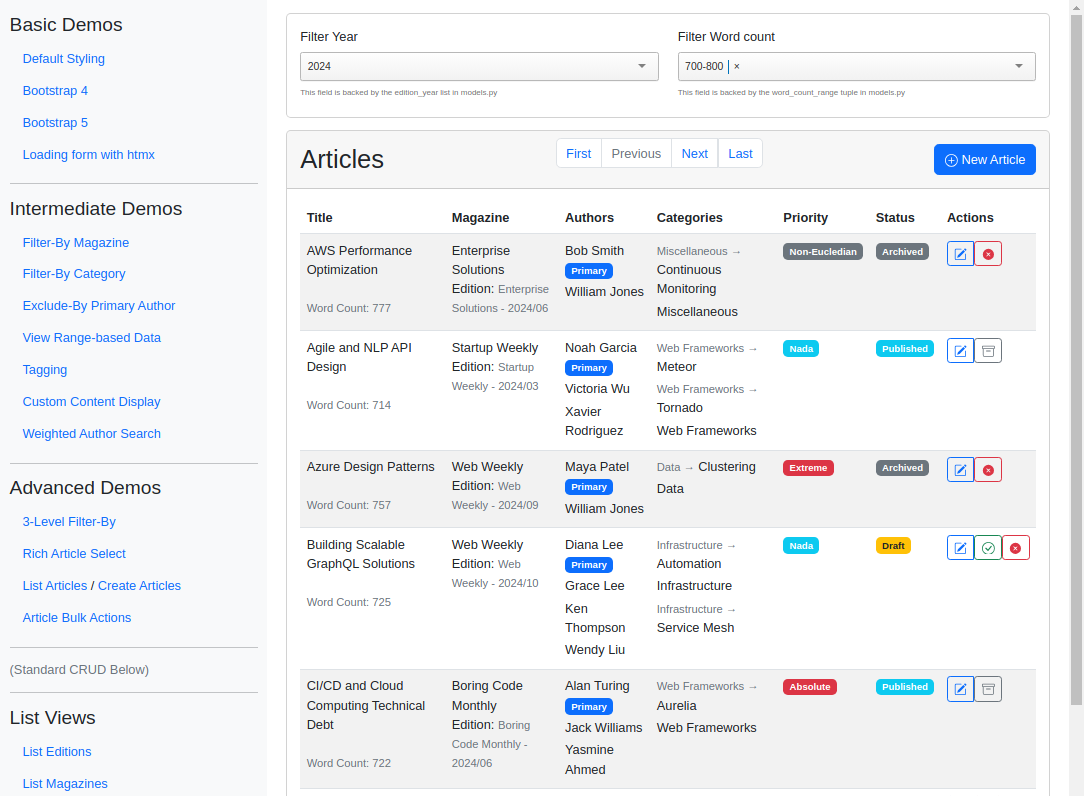 Basic Demos
Default Styling
Bootstrap 4
Bootstrap 5
Loading form with htmx
Intermediate Demos
Filter-By Magazine
Filter-By Category
Exclude-By Primary Author
View Range-based Data
Tagging
Custom Content Display
Weighted Author Search
Advanced Demos
3-Level Filter-By
Rich Article Select
List Articles / Create Articles
Article Bulk Actions
(Standard CRUD Below)
List Views
List Editions
List Magazines
Filter Year
2024
This field is backed by the edition_year list in models.py
Filter Word count
700-800 ×
This field is backed by the word_count_range tuple in models.py
Articles
First Previous Next Last
New Article
Title Magazine Authors Categories Priority Status Actions
AWS Performance
Optimization
Word Count: 777
Enterprise
Solutions
Edition: Enterprise
Solutions - 2024/06
Bob Smith
Primary
William Jones
Miscellaneous →
Continuous
Monitoring
Miscellaneous
Non-Eucledian
Archived
Agile and NLP API
Design
Word Count: 714
Startup Weekly
Edition: Startup
Weekly - 2024/03
Noah Garcia
Primary
Victoria Wu
Xavier
Rodriguez
Web Frameworks →
Meteor
Web Frameworks →
Tornado
Web Frameworks
Nada
Published
Azure Design Patterns
Word Count: 757
Web Weekly
Edition: Web
Weekly - 2024/09
Maya Patel
Primary
William Jones
Data → Clustering
Data
Extreme
Archived
Building Scalable
GraphQL Solutions
Word Count: 725
Web Weekly
Edition: Web
Weekly - 2024/10
Diana Lee
Primary
Grace Lee
Ken
Thompson
Wendy Liu
Infrastructure →
Automation
Infrastructure
Infrastructure →
Service Mesh
Nada
Draft
CI/CD and Cloud
Computing Technical
Debt
Word Count: 722
Boring Code
Monthly
Edition: Boring
Code Monthly -
2024/06
Alan Turing
Primary
Jack Williams
Yasmine
Ahmed
Web Frameworks →
Aurelia
Web Frameworks
Absolute
Published